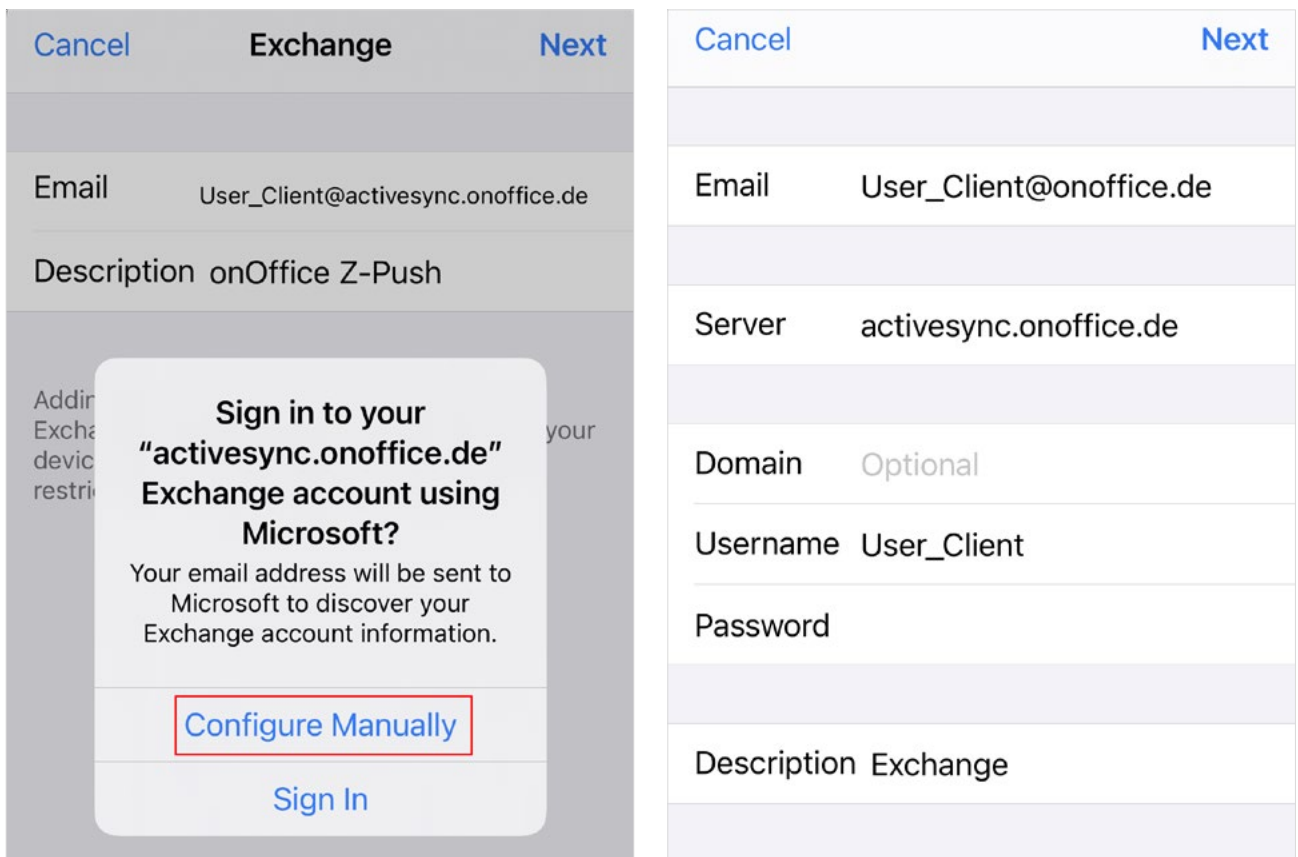 Cancel Exchange Next
Email User_Client@activesync.onoffice.de
Description onOffice Z-Push
Sign in to your
“activesync.onoffice.de”
Exchange account using
Microsoft?
Your email address will be sent to
Microsoft to discover your
Exchange account information.
your
Configure Manually
Sign In
Cancel Next
Email User_Client@onoffice.de
Server activesync.onoffice.de
Domain Optional
Username User_Client
Password
Description Exchange